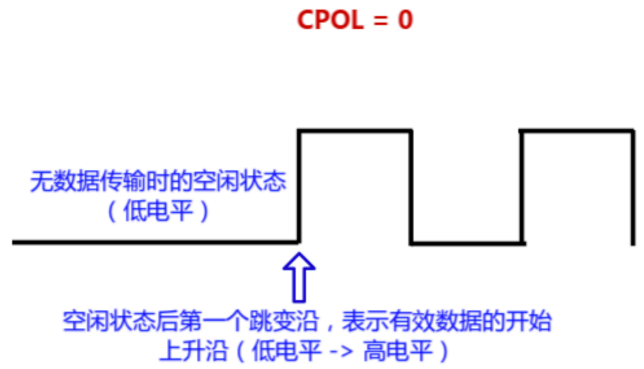 CPOL = 0
无数据传输时的空闲状态
（低电平）
空闲状态后第一个跳变沿，表示有效数据的开始
上升沿（低电平 -> 高电平）